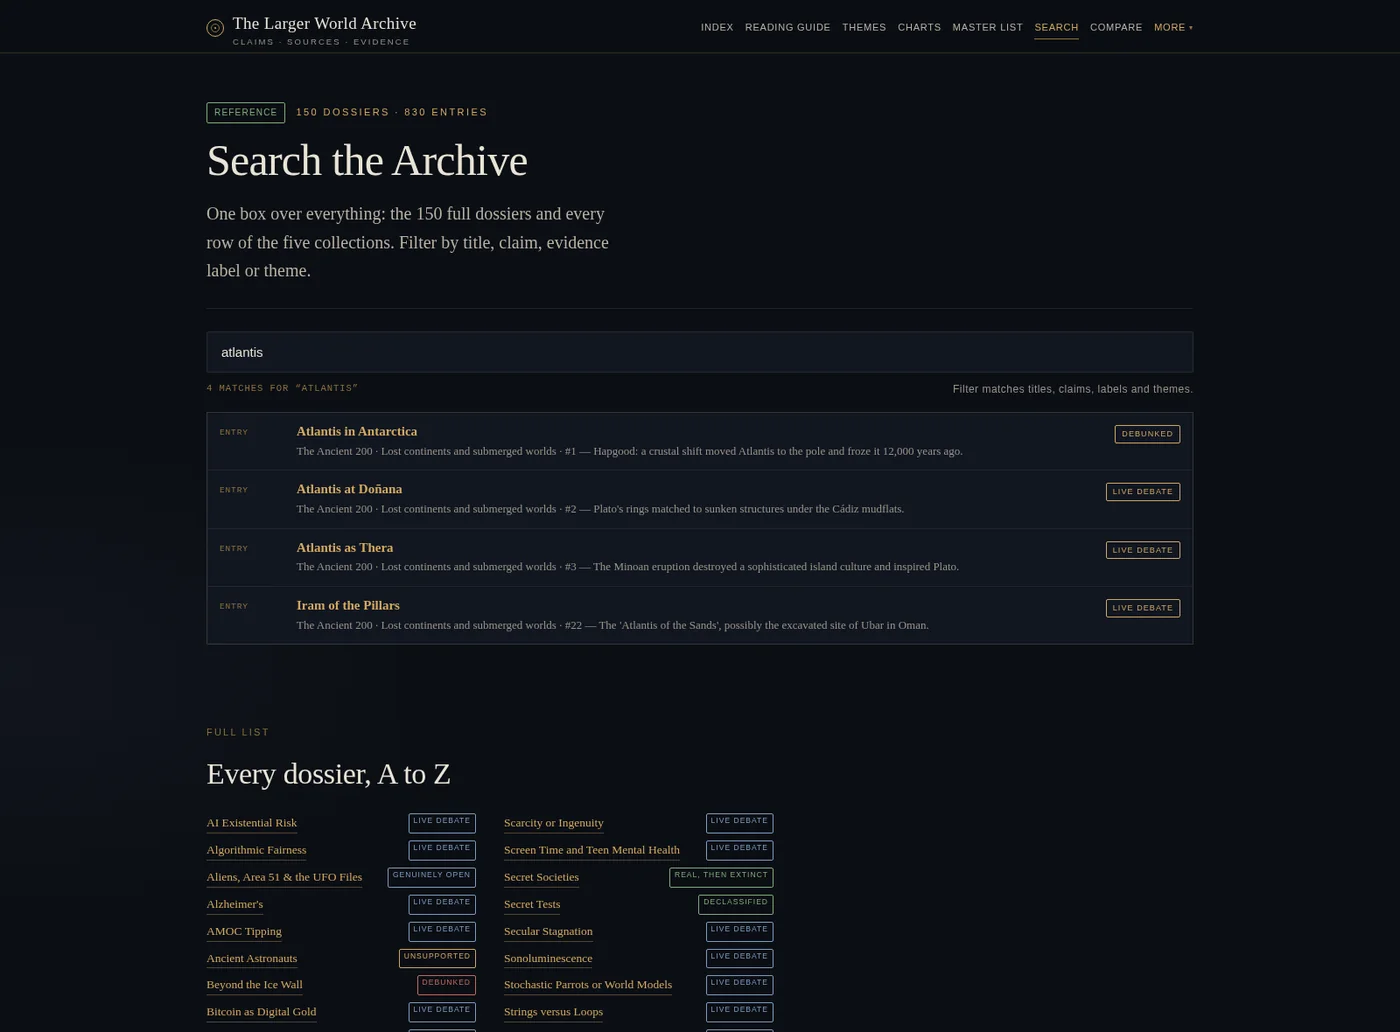 The Larger World Archive
CLAIMS · SOURCES · EVIDENCE
INDEX READING GUIDE THEMES CHARTS MASTER LIST SEARCH COMPARE MORE ▾
REFERENCE 150 DOSSIERS · 830 ENTRIES
Search the Archive
One box over everything: the 150 full dossiers and every
row of the five collections. Filter by title, claim, evidence
label or theme.
atlantis
4 MATCHES FOR “ATLANTIS” Filter matches titles, claims, labels and themes.
ENTRY Atlantis in Antarctica DEBUNKED
The Ancient 200 · Lost continents and submerged worlds · #1 — Hapgood: a crustal shift moved Atlantis to the pole and froze it 12,000 years ago.
ENTRY Atlantis at Doñana LIVE DEBATE
The Ancient 200 · Lost continents and submerged worlds · #2 — Plato's rings matched to sunken structures under the Cádiz mudflats.
ENTRY Atlantis as Thera LIVE DEBATE
The Ancient 200 · Lost continents and submerged worlds · #3 — The Minoan eruption destroyed a sophisticated island culture and inspired Plato.
ENTRY Iram of the Pillars LIVE DEBATE
The Ancient 200 · Lost continents and submerged worlds · #22 — The 'Atlantis of the Sands', possibly the excavated site of Ubar in Oman.
FULL LIST
Every dossier, A to Z
AI Existential Risk LIVE DEBATE
Algorithmic Fairness LIVE DEBATE
Aliens, Area 51 & the UFO Files GENUINELY OPEN
Alzheimer's LIVE DEBATE
AMOC Tipping LIVE DEBATE
Ancient Astronauts UNSUPPORTED
Beyond the Ice Wall DEBUNKED
Bitcoin as Digital Gold LIVE DEBATE
Scarcity or Ingenuity LIVE DEBATE
Screen Time and Teen Mental Health LIVE DEBATE
Secret Societies REAL, THEN EXTINCT
Secret Tests DECLASSIFIED
Secular Stagnation LIVE DEBATE
Sonoluminescence LIVE DEBATE
Stochastic Parrots or World Models LIVE DEBATE
Strings versus Loops LIVE DEBATE